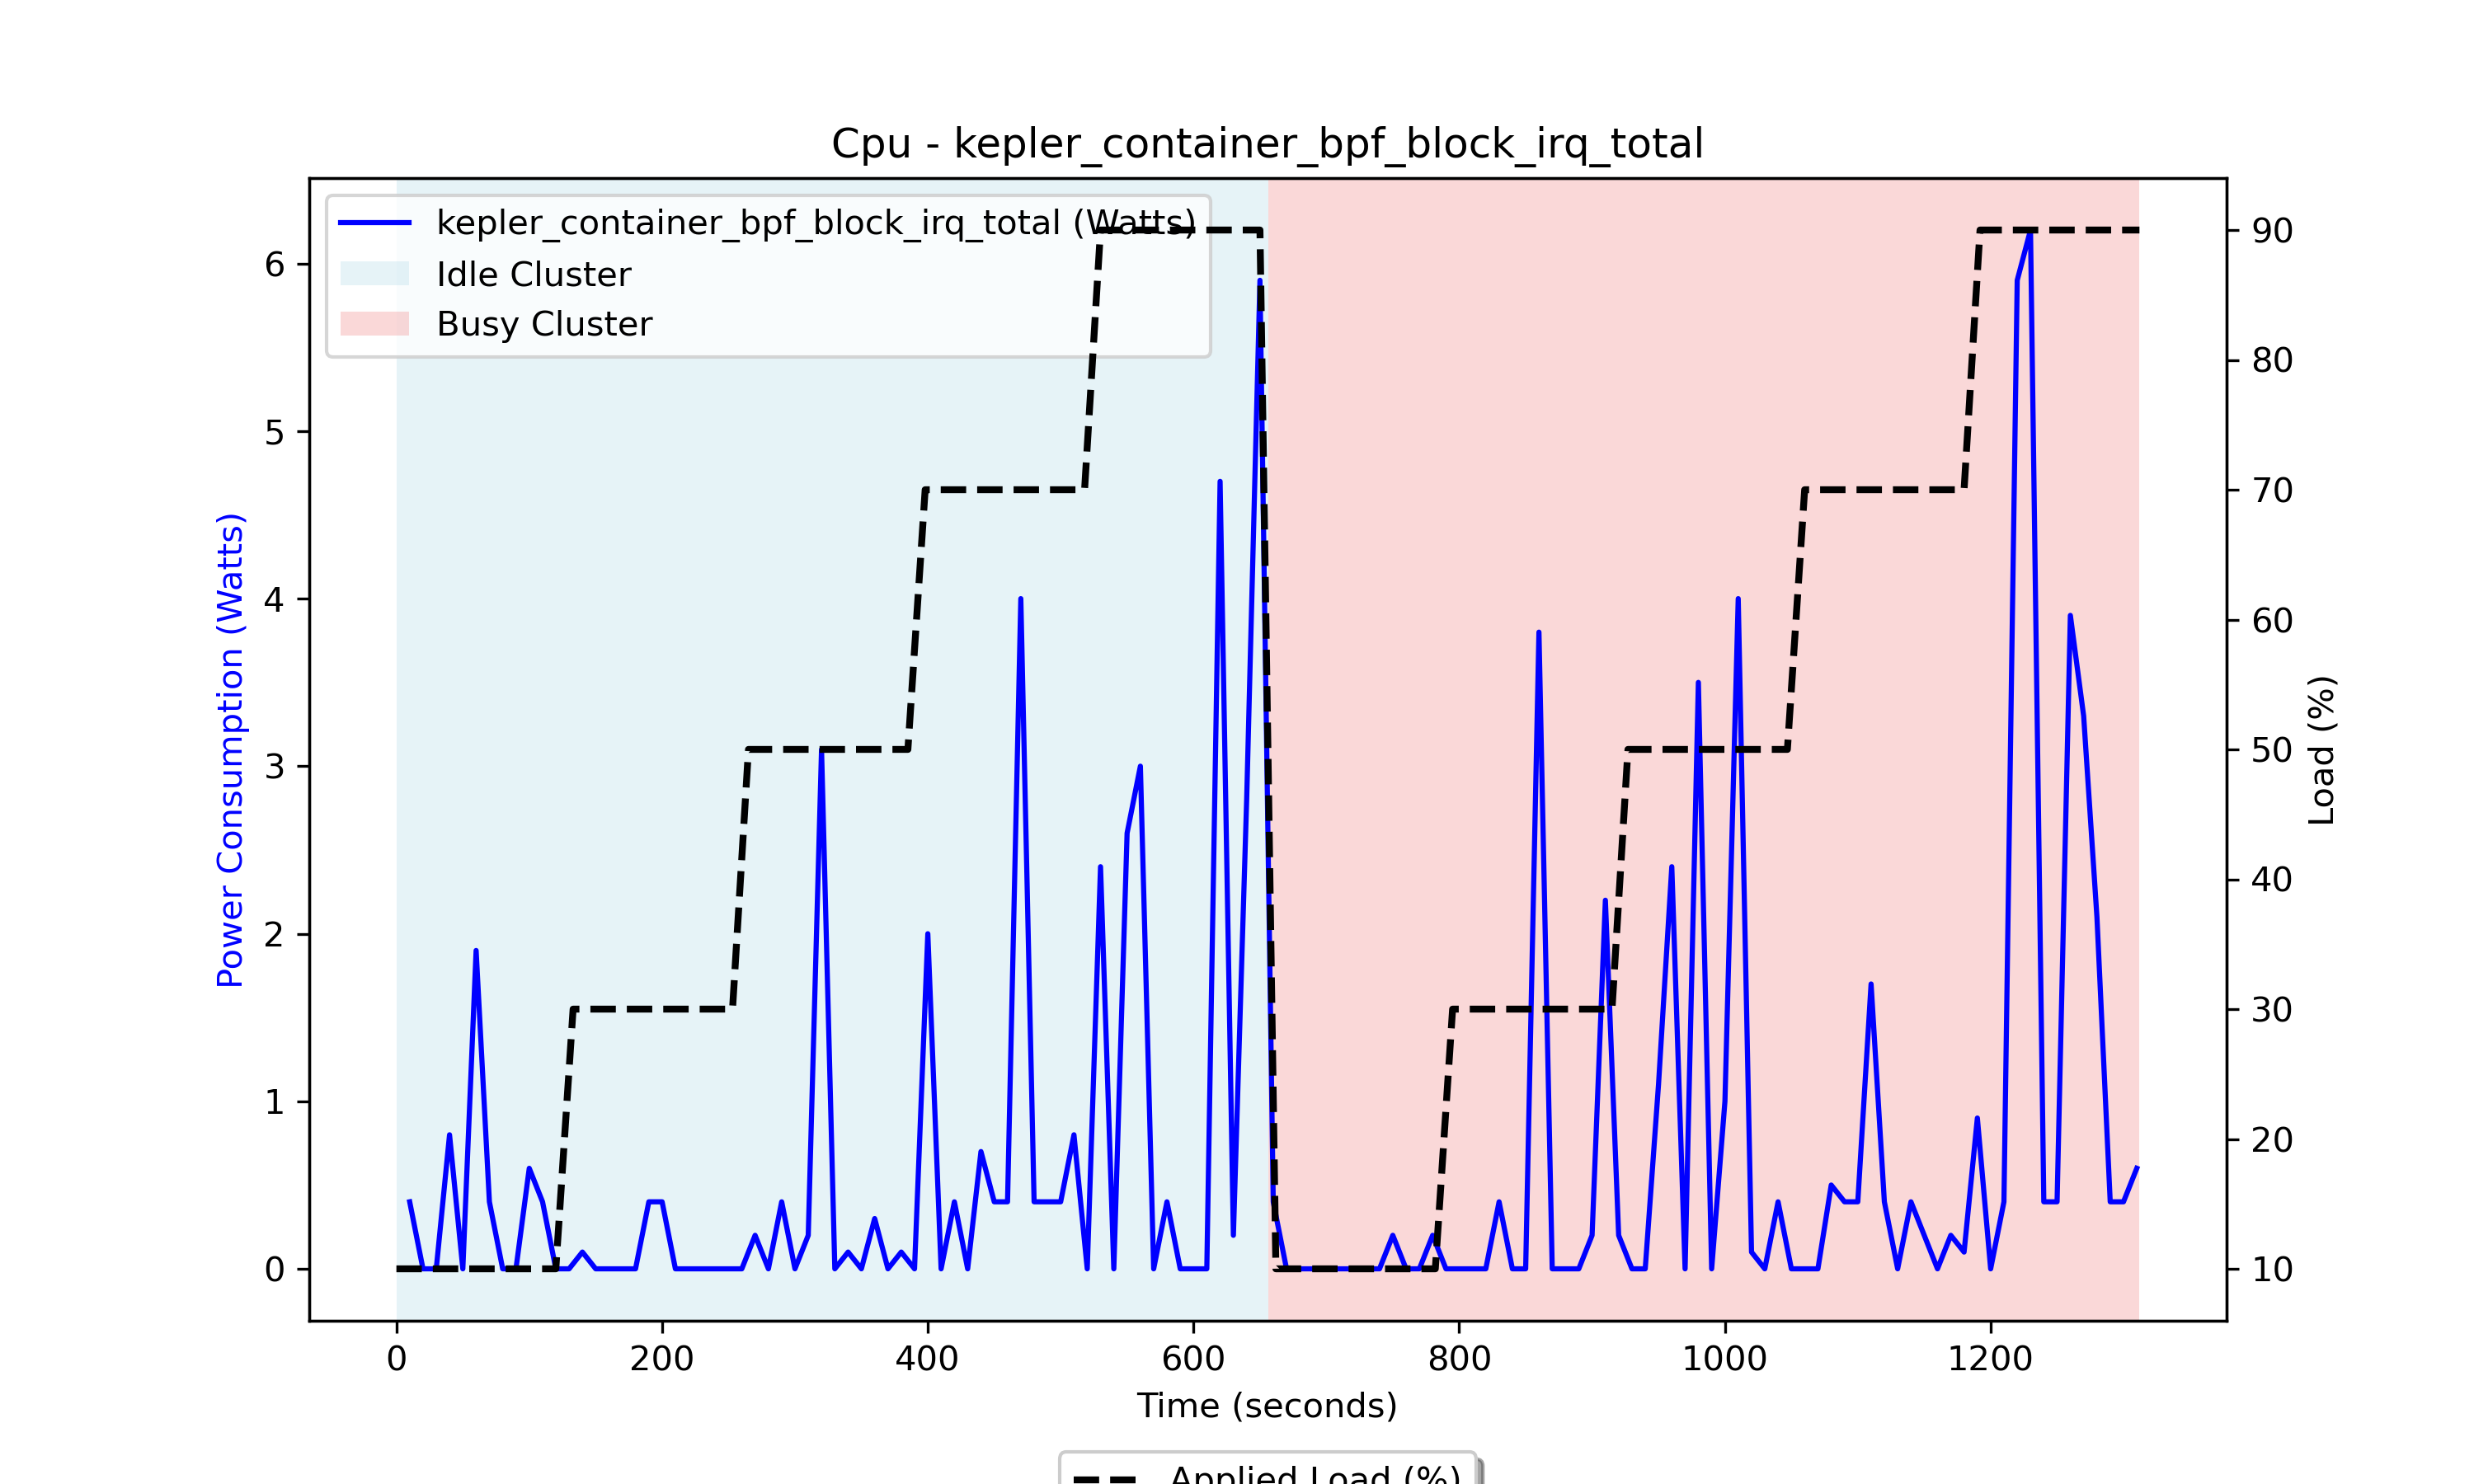 Cpu - kepler_container_bpf_block_irq_total
kepler_container_bpf_block_irq_total (Watts)
Idle Cluster
Busy Cluster
Power Consumption (Watts)
6
5
4
3
2
1
0
90
80
70
60
50
40
30
20
10
Load (%)
0 200 400 600 800 1000 1200
Time (seconds)
Applied Load (%)